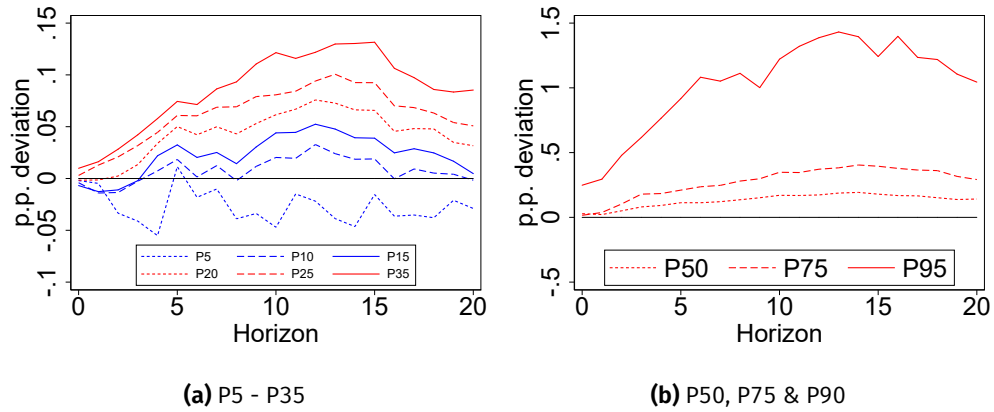 p.p. deviation
.15
.1
.05
0
-.05
-.1
P5 P10 P15
P20 P25 P35
0 5 10 15 20
Horizon
(a) P5 - P35
p.p. deviation
1.5
1
.5
0
-.5
P50 P75 P95
0 5 10 15 20
Horizon
(b) P50, P75 & P90